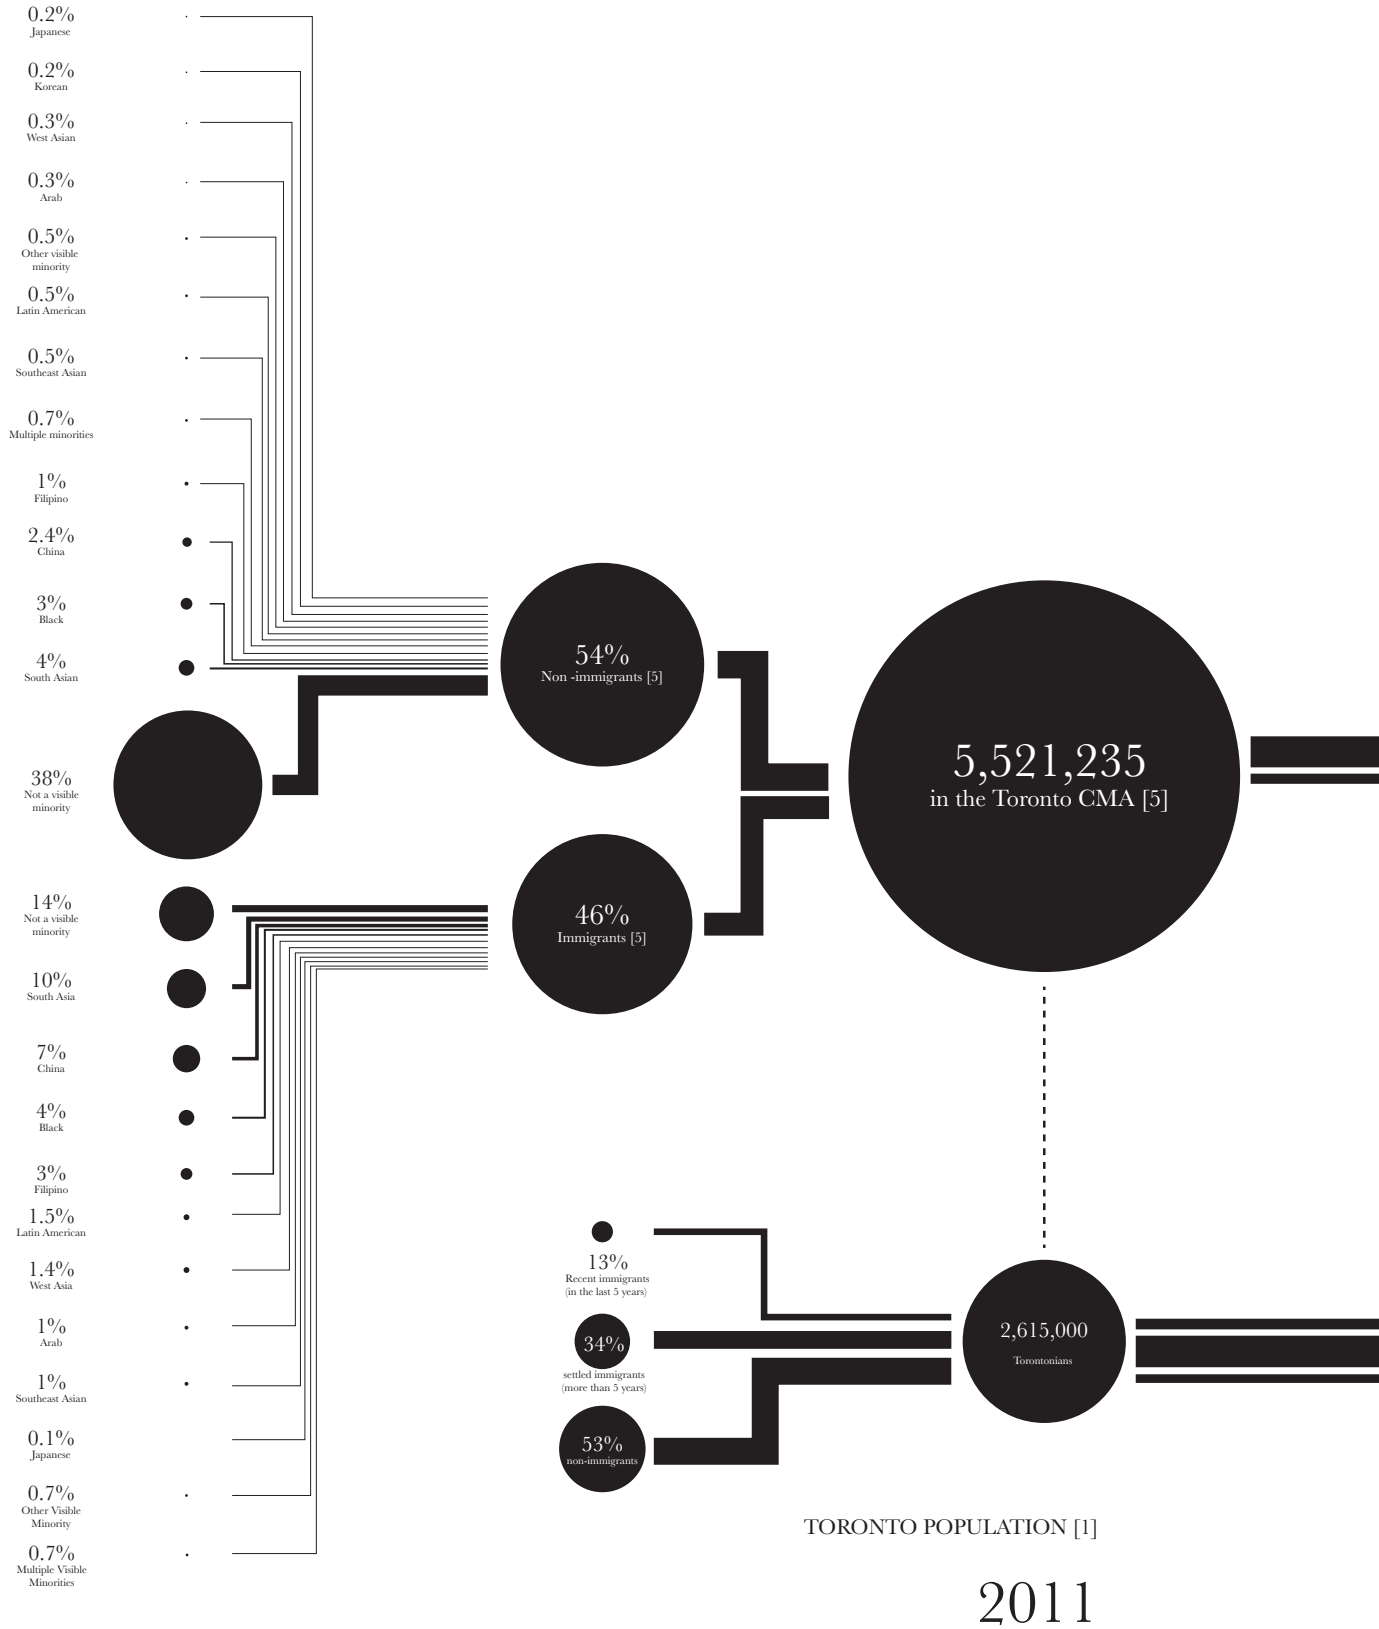 0.2%
Japanese
0.2%
Korean
0.3%
West Asian
0.3%
Arab
0.5%
Other visible
minority
0.5%
Latin American
0.5%
Southeast Asian
0.7%
Multiple minorities
1%
Filipino
2.4%
China
3%
Black
4%
South Asian
38%
Not a visible
minority
14%
Not a visible
minority
10%
South Asia
7%
China
4%
Black
3%
Filipino
1.5%
Latin American
1.4%
West Asia
1%
Arab
1%
Southeast Asian
0.1%
Japanese
0.7%
Other Visible
Minority
0.7%
Multiple Visible
Minorities
54%
Non -immigrants [5]
46%
Immigrants [5]
5,521,235
in the Toronto CMA [5]
13%
Recent immigrants
(in the last 5 years)
34%
settled immigrants
(more than 5 years)
53%
non-immigrants
2,615,000
Torontonians
TORONTO POPULATION [1]
2011